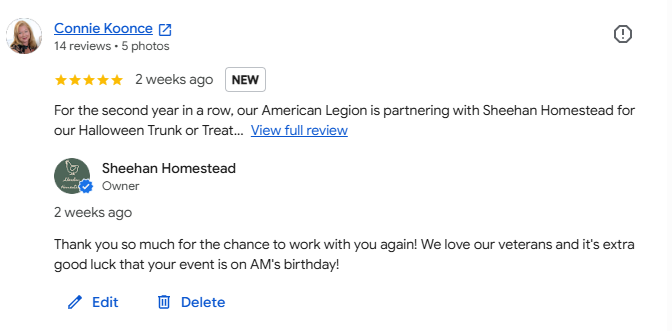 Connie Koonce
14 reviews • 5 photos
2 weeks ago NEW
For the second year in a row, our American Legion is partnering with Sheehan Homestead for
our Halloween Trunk or Treat... View full review
Sheehan Homestead
Owner
2 weeks ago
Thank you so much for the chance to work with you again! We love our veterans and it's extra
good luck that your event is on AM's birthday!
Edit Delete